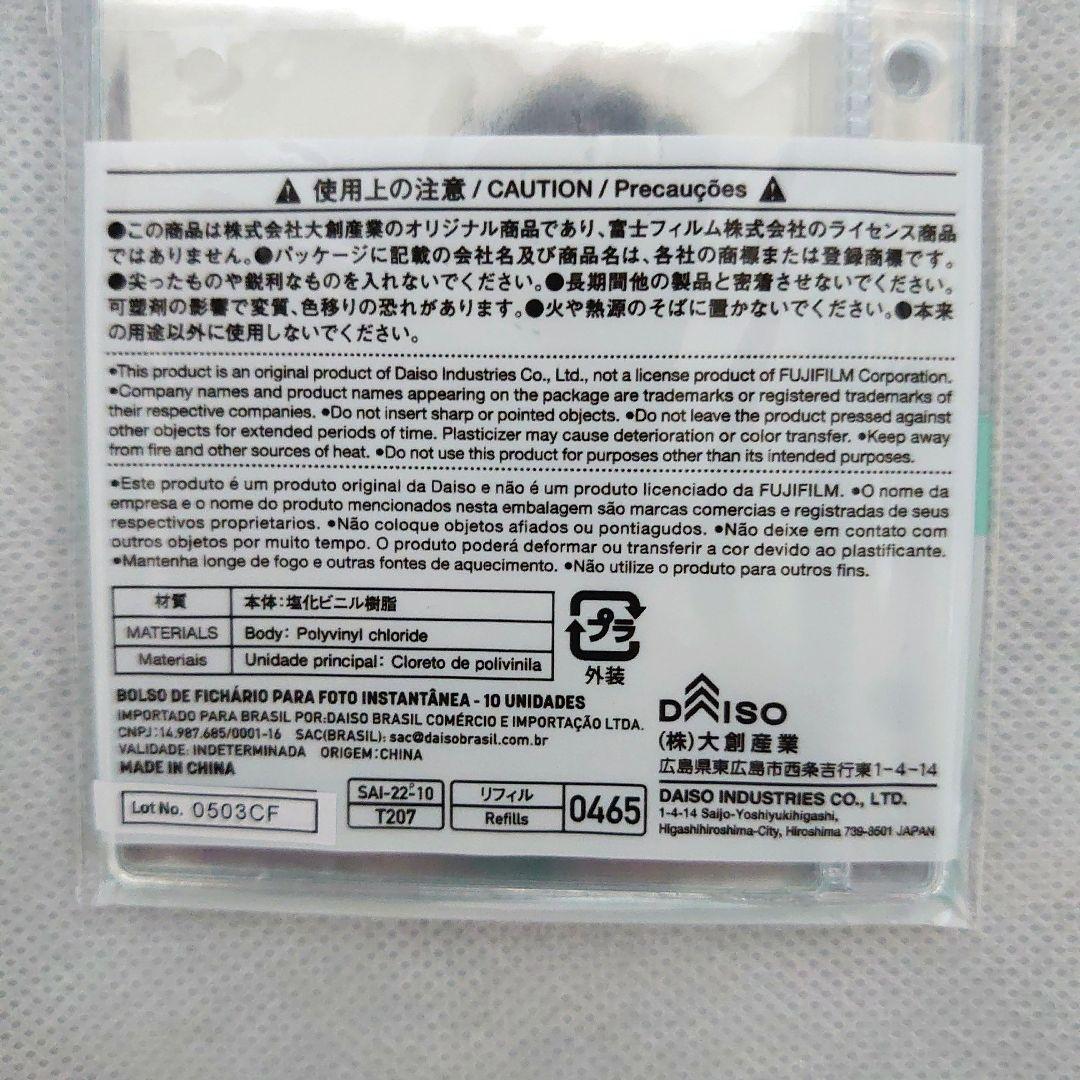 ⚠ 使用上の注意 / CAUTION / Precauções ⚠
●この商品は株式会社大創産業のオリジナル商品であり、富士フィルム株式会社のライセンス商品
ではありません。●パッケージに記載の会社名及び商品名は、各社の商標または登録商標です。
●尖ったものや鋭利なものを入れないでください。●長期間他の製品と密着させないでください。
可塑剤の影響で変質、色移りの恐れがあります。●火や熱源のそばに置かないでください。●本来
の用途以外に使用しないでください。
●This product is an original product of Daiso Industries Co., Ltd., not a license product of FUJIFILM Corporation.
●Company names and product names appearing on the package are trademarks or registered trademarks of
their respective companies. ●Do not insert sharp or pointed objects. ●Do not leave the product pressed against
other objects for extended periods of time. Plasticizer may cause deterioration or color transfer. ●Keep away
from fire and other sources of heat. ●Do not use this product for purposes other than its intended purposes.
●Este produto é um produto original da Daiso e não é um produto licenciado da FUJIFILM. ●O nome da
empresa e o nome do produto mencionados nesta embalagem são marcas comerciais e registradas de seus
respectivos proprietarios. ●Não coloque objetos afiados ou pontiagudos. ●Não deixe em contato com
outros objetos por muito tempo. O produto poderá deformar ou transferir a cor devido ao plastificante.
●Mantenha longe de fogo e outras fontes de aquecimento. ●Não utilize o produto para outros fins.
材質 本体:塩化ビニル樹脂
MATERIALS Body: Polyvinyl chloride
Materiais Unidade principal: Cloreto de polivinila
プラ
外装
BOLSO DE FICHÁRIO PARA FOTO INSTANTÂNEA - 10 UNIDADES
IMPORTADO PARA BRASIL POR:DAISO BRASIL COMÉRCIO E IMPORTAÇÃO LTDA.
CNPJ:14.987.685/0001-16 SAC(BRASIL): sac@daisobrasil.com.br
VALIDADE: INDETERMINADA ORIGEM:CHINA
MADE IN CHINA
Lot No. 0503CF
SAI-22-P-10
T207
リフィル
Refills
0465
DAISO
(株)大創産業
広島県東広島市西条吉行東1-4-14
DAISO INDUSTRIES CO., LTD.
1-4-14 Saijo-Yoshiyukihigashi,
Higashihiroshima-City, Hiroshima 739-8501 JAPAN